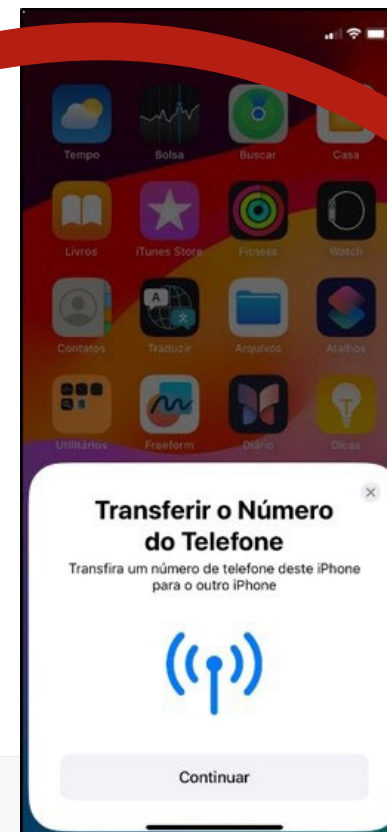 Tempo Bolsa Buscar Casa
Livros iTunes Store Fitness Watch
Contatos Traduzir Arquivos Atalhos
Utilitários Freeform Diário Dicas
Transferir o Número
do Telefone
Transfira um número de telefone deste iPhone
para o outro iPhone
Continuar